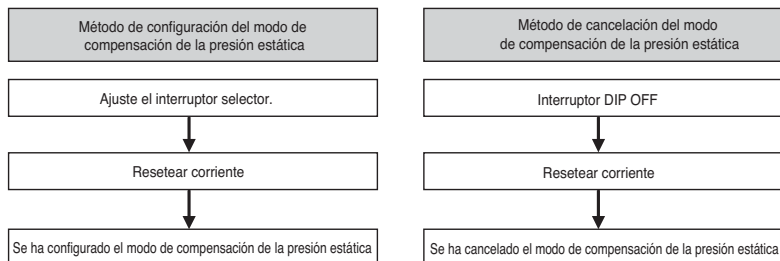 Método de configuración del modo de
compensación de la presión estática
Ajuste el interruptor selector.
Resetear corriente
Se ha configurado el modo de compensación de la presión estática
Método de cancelación del modo
de compensación de la presión estática
Interruptor DIP OFF
Resetear corriente
Se ha cancelado el modo de compensación de la presión estática